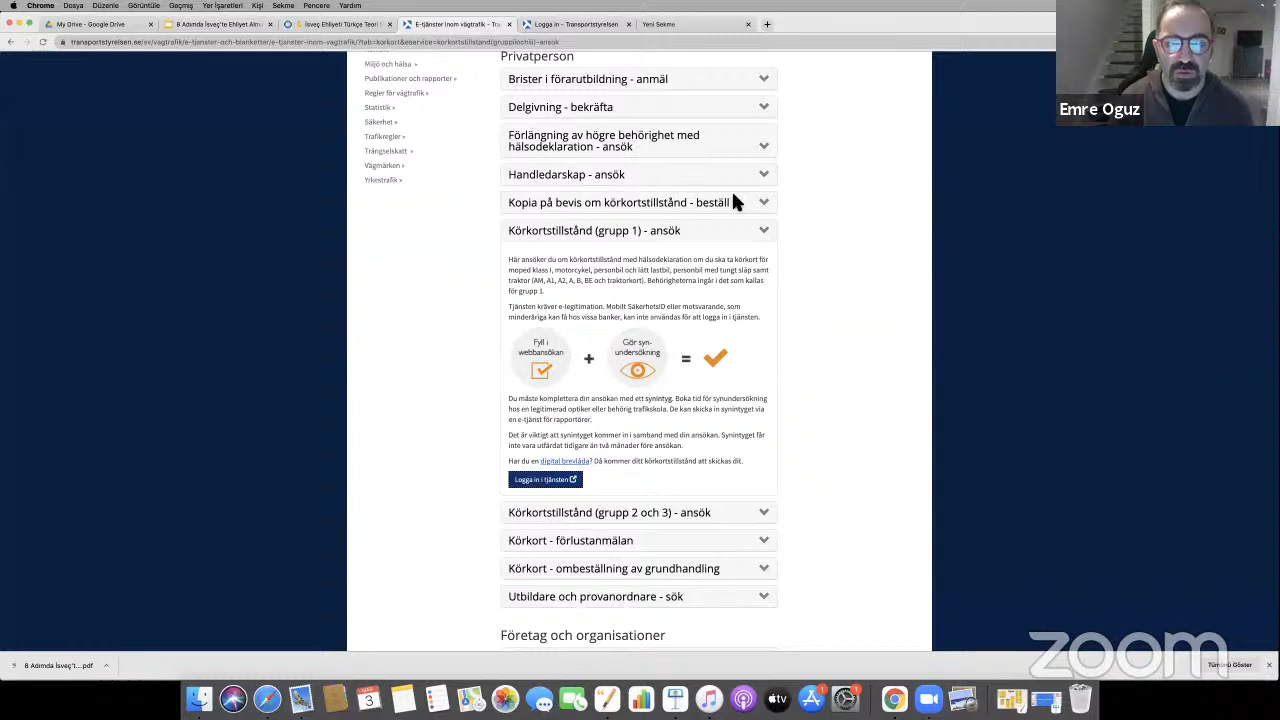 Chrome Dosya Düzenle Görüntüle Geçmiş Yer İşaretleri Kişi Sekme Pencere Yardım
My Drive - Google Drive
8 Adımda İsveç'te Ehliyet Alma
İsveç Ehliyeti Türkçe Teori
E-tjänster inom vägtrafik - Tra
Logga in - Transportstyrelsen
Yeni Sekme
transportstyrelsen.se/sv/vagtrafik/e-tjanster-och-blanketter/e-tjanster-inom-vagtrafik/?tab=korkort&eservice=korkortstillstand(gruppiiochiii)-ansok
Miljö och hälsa »
Publikationer och rapporter »
Regler för vägtrafik »
Statistik »
Säkerhet »
Trafikregler »
Trängselskatt »
Vägmärken »
Yrkestrafik »
Privatperson
Brister i förarutbildning - anmäl
Delgivning - bekräfta
Förlängning av högre behörighet med
hälsodeklaration - ansök
Handledarskap - ansök
Kopia på bevis om körkortstillstånd - beställ
Körkortstillstånd (grupp 1) - ansök
Här ansöker du om körkortstillstånd med hälsodeklaration om du ska ta körkort för
moped klass I, motorcykel, personbil och lätt lastbil, personbil med tungt släp samt
traktor (AM, A1, A2, A, B, BE och traktorkort). Behörigheterna ingår i det som kallas
för grupp 1.
Tjänsten kräver e-legitimation. Mobilt SäkerhetsID eller motsvarande, som
minderåriga kan få hos vissa banker, kan inte användas för att logga in i tjänsten.
Fyll i
webbansökan
+
Gör syn-
undersökning
=
Du måste komplettera din ansökan med ett synintyg. Boka tid för synundersökning
hos en legitimerad optiker eller behörig trafikskola. De kan skicka in synintyget via
en e-tjänst för rapportörer.
Det är viktigt att synintyget kommer in i samband med din ansökan. Synintyget får
inte vara utfärdat tidigare än två månader före ansökan.
Har du en digital brevlåda? Då kommer ditt körkortstillstånd att skickas dit.
Logga in i tjänsten
Körkortstillstånd (grupp 2 och 3) - ansök
Körkort - förlustanmälan
Körkort - ombeställning av grundhandling
Utbildare och provanordnare - sök
Företag och organisationer
Emre Oguz
zoom
8 Adımda İsveç't....pdf
Tümünü Göster
MAR
3
tv
1
1